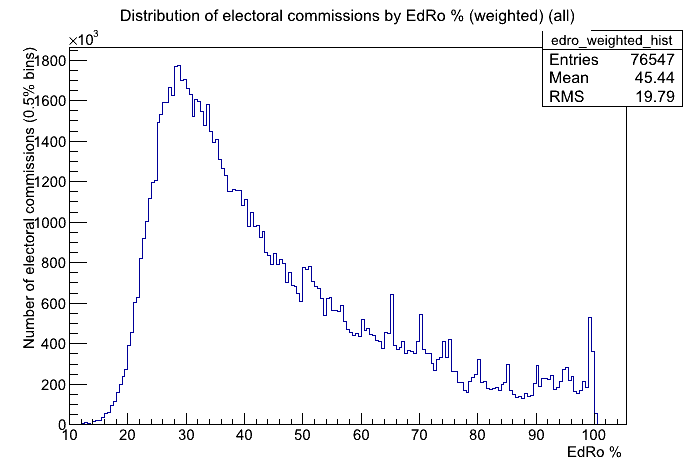 Distribution of electoral commissions by EdRo % (weighted) (all)
×10³
edro_weighted_hist
Entries 76547
Mean 45.44
RMS 19.79
Number of electoral commissions (0.5% bins)
1800
1600
1400
1200
1000
800
600
400
200
0
10 20 30 40 50 60 70 80 90 100
EdRo %